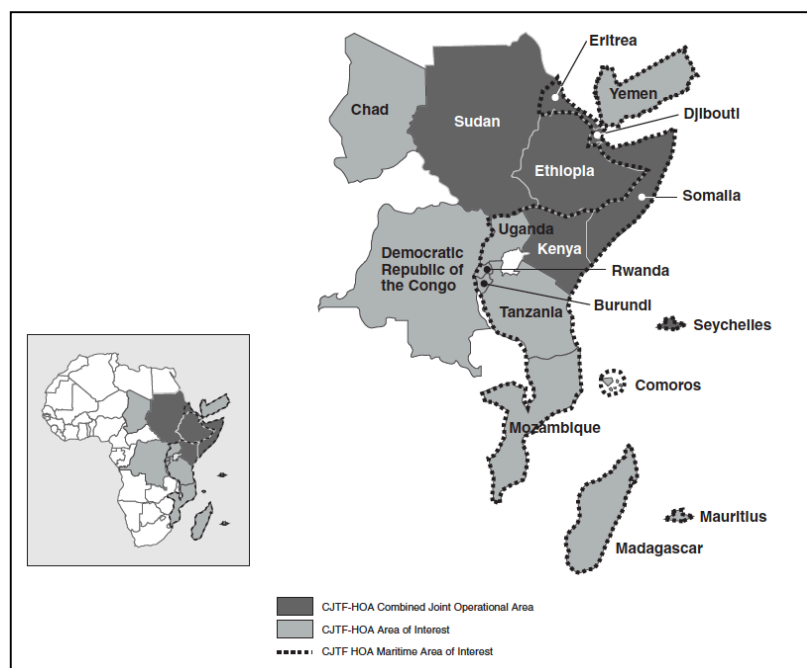 Eritrea
Yemen
Chad
Sudan
Djibouti
Ethiopia
Somalia
Uganda
Kenya
Democratic
Republic of
the Congo
Rwanda
Burundi
Tanzania
Seychelles
Comoros
Mozambique
Mauritius
Madagascar
CJTF-HOA Combined Joint Operational Area
CJTF-HOA Area of Interest
CJTF HOA Maritime Area of Interest